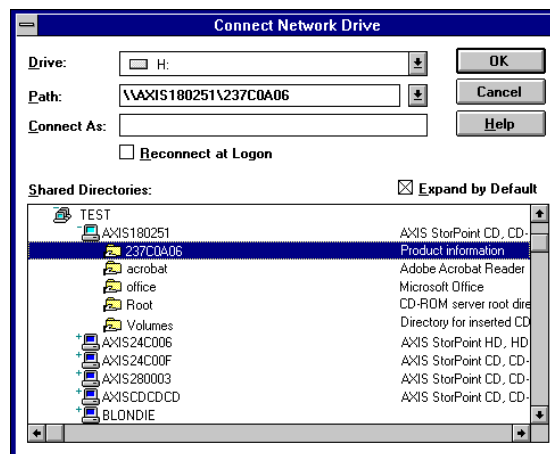 Connect Network Drive
Drive: H: OK
Path: \\AXIS180251\237C0A06 Cancel
Connect As: Help
Reconnect at Logon
Shared Directories: Expand by Default
TEST
AXIS180251 AXIS StorPoint CD, CD-
237C0A06 Product information
acrobat Adobe Acrobat Reader
office Microsoft Office
Root CD-ROM server root dire
Volumes Directory for inserted CD
AXIS24C006 AXIS StorPoint HD, HD
AXIS24C00F AXIS StorPoint CD, CD-
AXIS280003 AXIS StorPoint CD, CD-
AXISCDCDCD AXIS StorPoint CD, CD-
BLONDIE